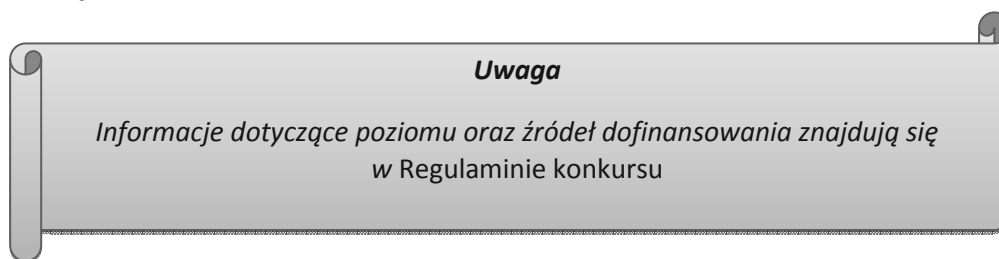 Uwaga
Informacje dotyczące poziomu oraz źródeł dofinansowania znajdują się
w Regulaminie konkursu